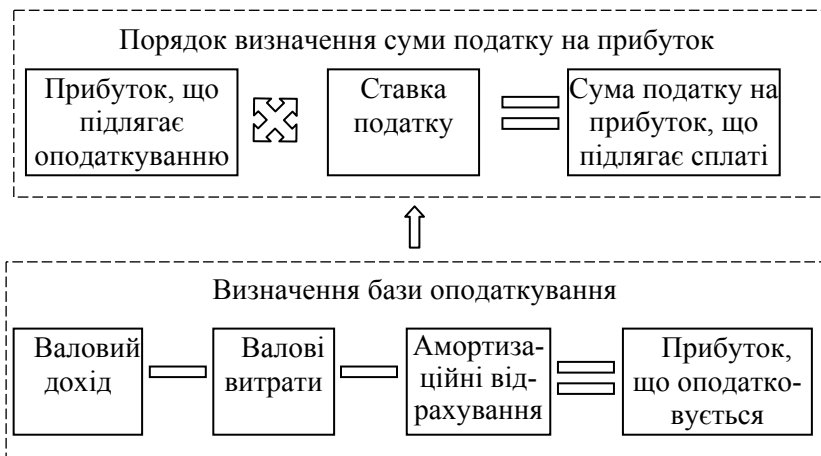 Порядок визначення суми податку на прибуток
Прибуток, що
підлягає
оподаткуванню
Ставка
податку
Сума податку на
прибуток, що
підлягає сплаті
Визначення бази оподаткування
Валовий
дохід
Валові
витрати
Амортиза-
ційні від-
рахування
Прибуток,
що оподатко-
вується